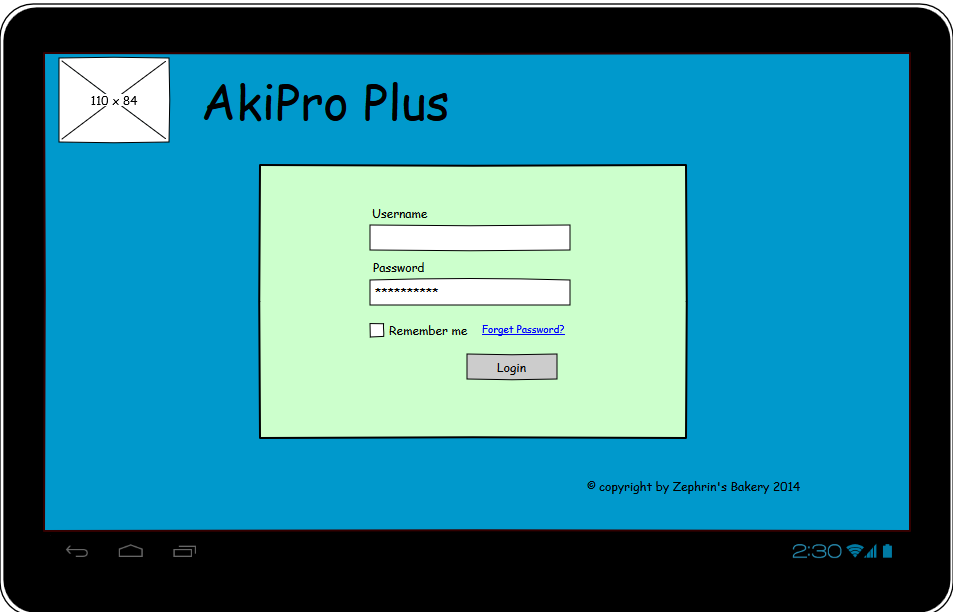 110 x 84
AkiPro Plus
Username
Password
**********
Remember me Forget Password?
Login
© copyright by Zephrin's Bakery 2014
2:30